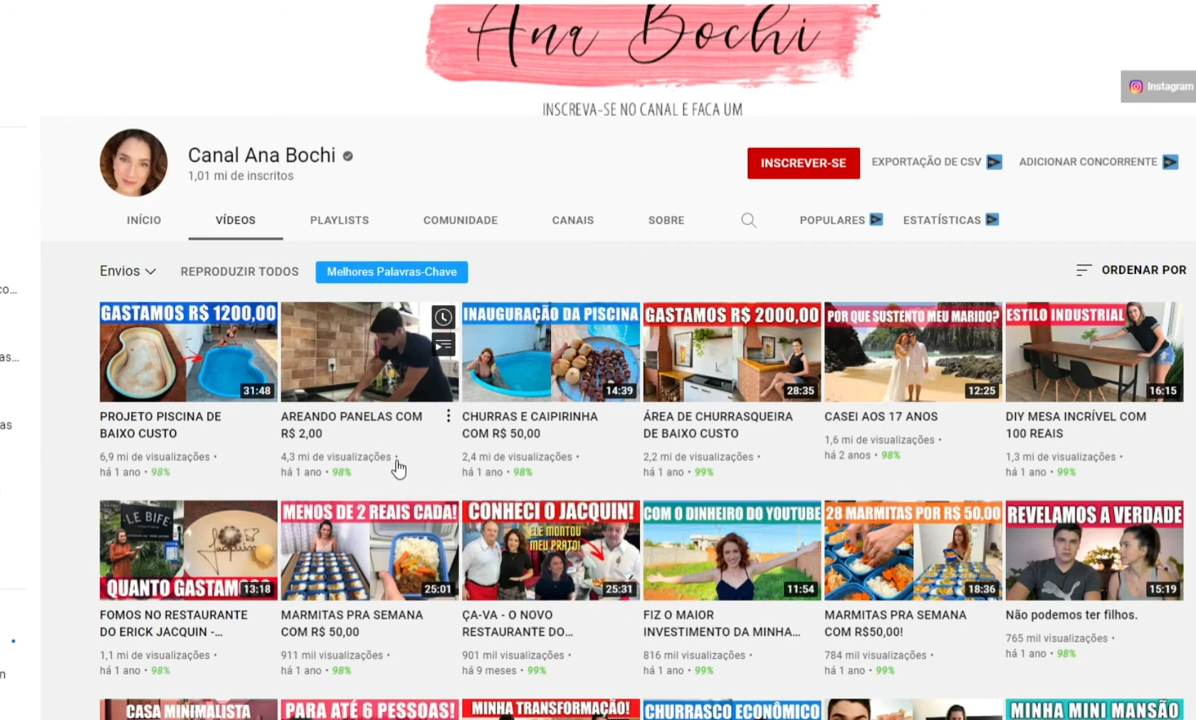 Ana Bochi
INSCREVA-SE NO CANAL E FACA UM
Instagram
Canal Ana Bochi
1,01 mi de inscritos
INSCREVER-SE
EXPORTAÇÃO DE CSV
ADICIONAR CONCORRENTE
INÍCIO
VÍDEOS
PLAYLISTS
COMUNIDADE
CANAIS
SOBRE
POPULARES
ESTATÍSTICAS
Envios
REPRODUZIR TODOS
Melhores Palavras-Chave
ORDENAR POR
GASTAMOS R$ 1200,00
31:48
INAUGURAÇÃO DA PISCINA
14:39
GASTAMOS R$ 2000,00
28:35
POR QUE SUSTENTO MEU MARIDO?
12:25
ESTILO INDUSTRIAL
16:15
PROJETO PISCINA DE
BAIXO CUSTO
6,9 mi de visualizações •
há 1 ano • 98%
AREANDO PANELAS COM
R$ 2,00
4,3 mi de visualizações •
há 1 ano • 98%
CHURRAS E CAIPIRINHA
COM R$ 50,00
2,4 mi de visualizações •
há 1 ano • 98%
ÁREA DE CHURRASQUEIRA
DE BAIXO CUSTO
2,2 mi de visualizações •
há 1 ano • 99%
CASEI AOS 17 ANOS
1,6 mi de visualizações •
há 2 anos • 98%
DIY MESA INCRÍVEL COM
100 REAIS
1,3 mi de visualizações •
há 1 ano • 99%
LE BIFE
Jacquin
QUANTO GASTAM
13:18
MENOS DE 2 REAIS CADA!
25:01
CONHECI O JACQUIN!
ELE MONTOU
MEU PRATO!
25:31
COM O DINHEIRO DO YOUTUBE
11:54
28 MARMITAS POR R$ 50,00
18:36
REVELAMOS A VERDADE
15:19
FOMOS NO RESTAURANTE
DO ERICK JACQUIN -...
1,1 mi de visualizações •
há 1 ano • 98%
MARMITAS PRA SEMANA
COM R$ 50,00
911 mil visualizações •
há 1 ano • 98%
ÇA-VA - O NOVO
RESTAURANTE DO...
901 mil visualizações •
há 9 meses • 99%
FIZ O MAIOR
INVESTIMENTO DA MINHA...
816 mil visualizações •
há 1 ano • 99%
MARMITAS PRA SEMANA
COM R$50,00!
784 mil visualizações •
há 1 ano • 99%
Não podemos ter filhos.
765 mil visualizações •
há 1 ano • 98%
CASA MINIMALISTA
PARA ATÉ 6 PESSOAS!
MINHA TRANSFORMAÇÃO!
CHURRASCO ECONÔMICO
MINHA MINI MANSÃO